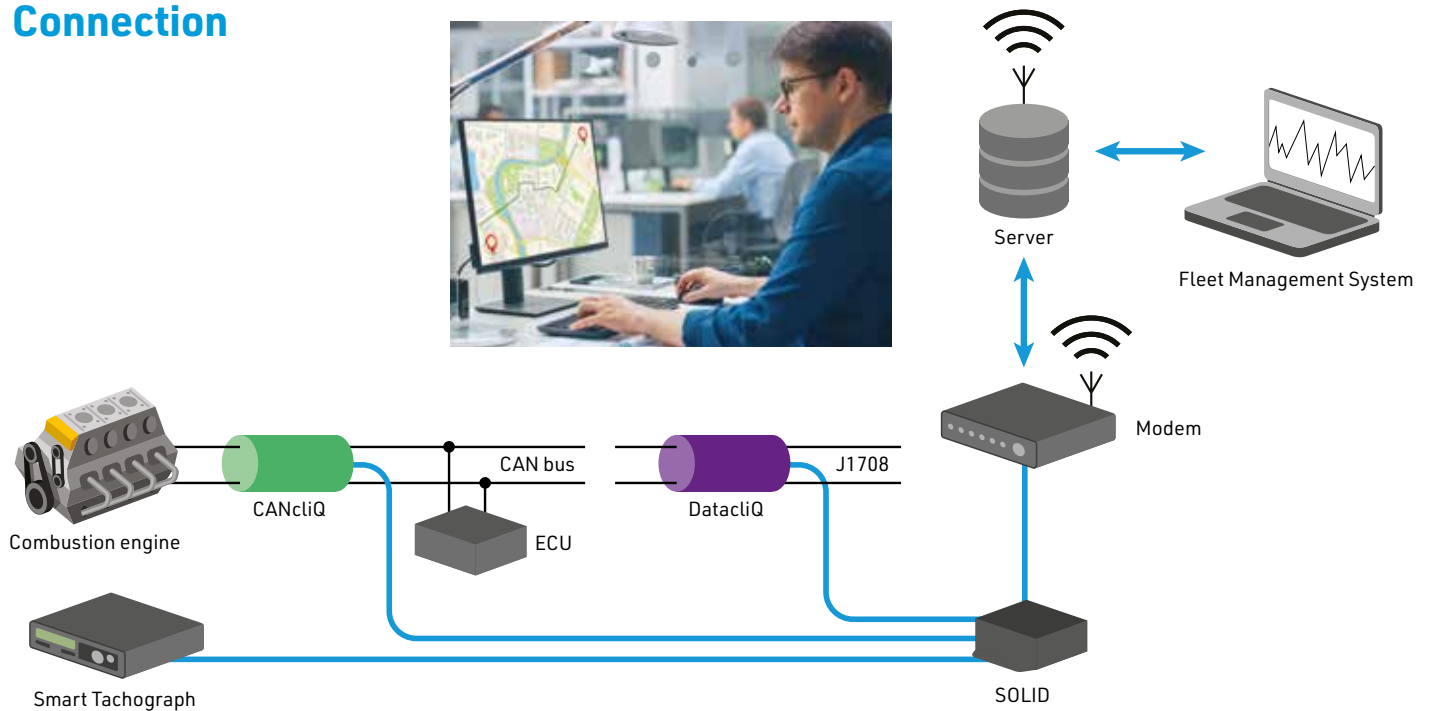 Connection
Server
Fleet Management System
Modem
CAN bus
J1708
CANcliQ
DatacliQ
ECU
Combustion engine
Smart Tachograph
SOLID